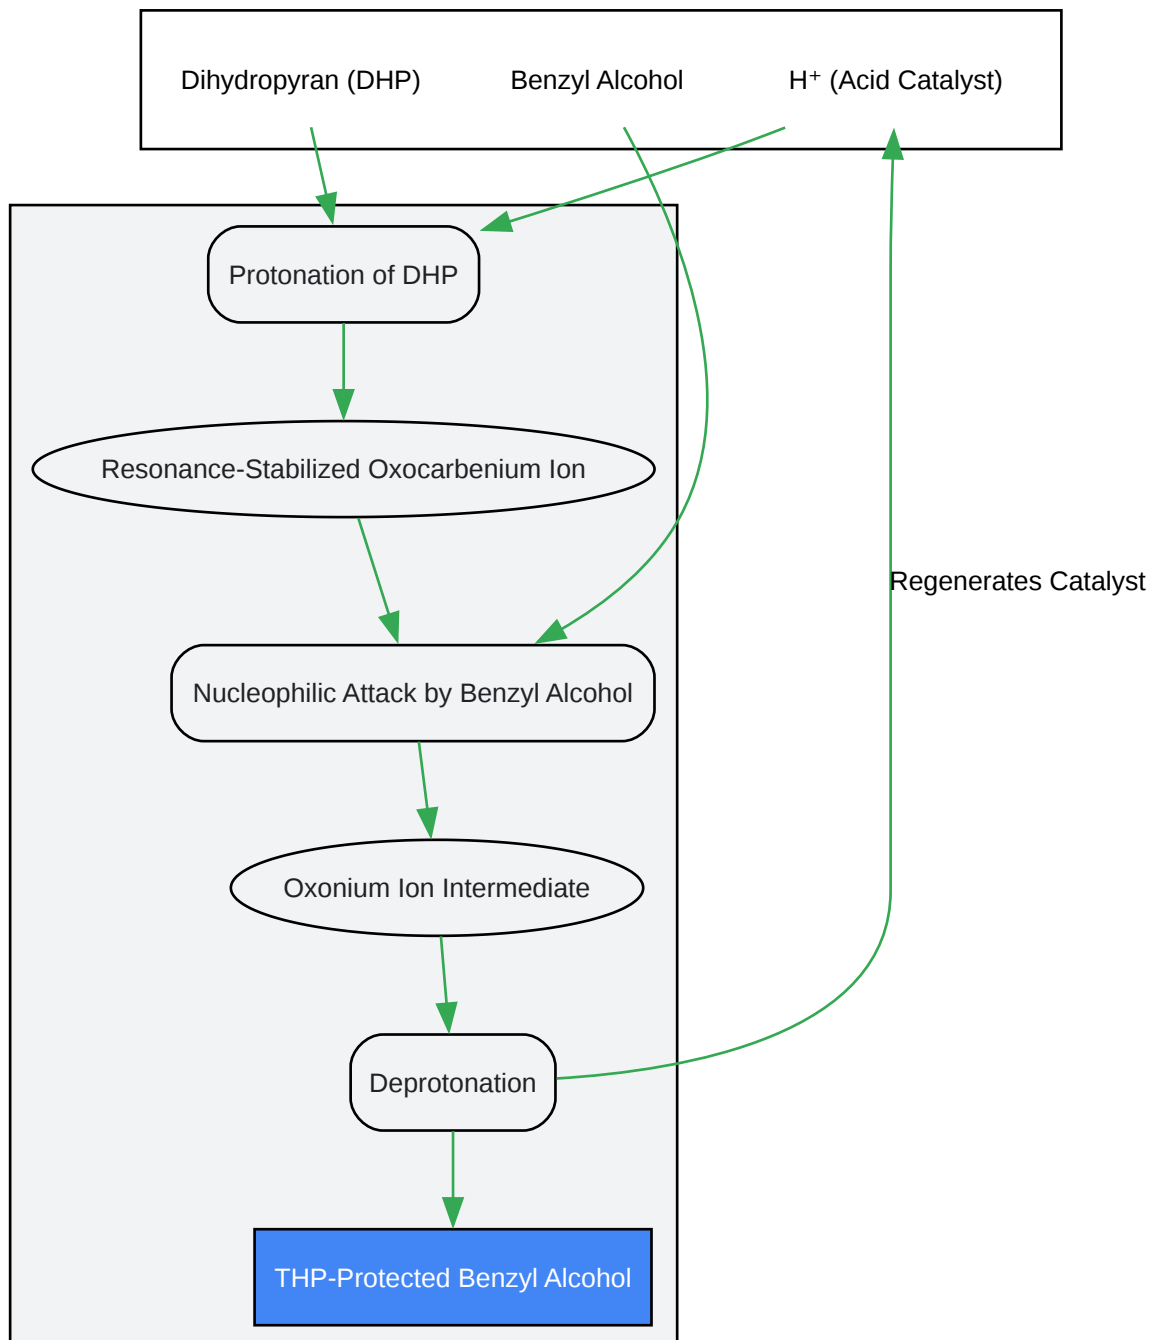 Dihydropyran (DHP)
Benzyl Alcohol
H⁺ (Acid Catalyst)
Protonation of DHP
Resonance-Stabilized Oxocarbenium Ion
Regenerates Catalyst
Nucleophilic Attack by Benzyl Alcohol
Oxonium Ion Intermediate
Deprotonation
THP-Protected Benzyl Alcohol